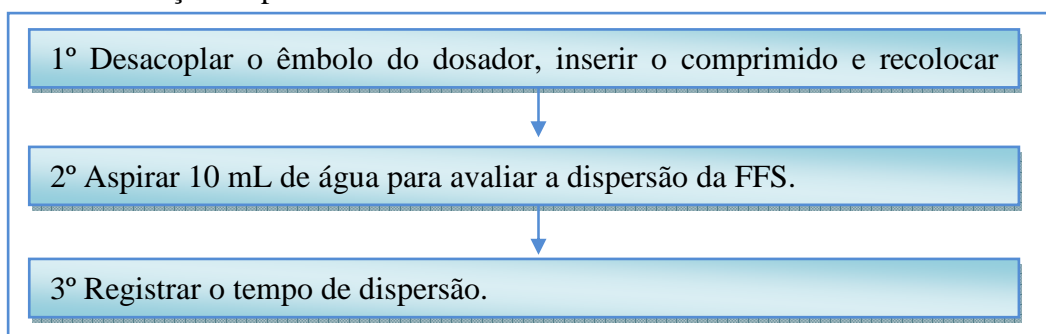 1º Desacoplar o êmbolo do dosador, inserir o comprimido e recolocar
2º Aspirar 10 mL de água para avaliar a dispersão da FFS.
3º Registrar o tempo de dispersão.